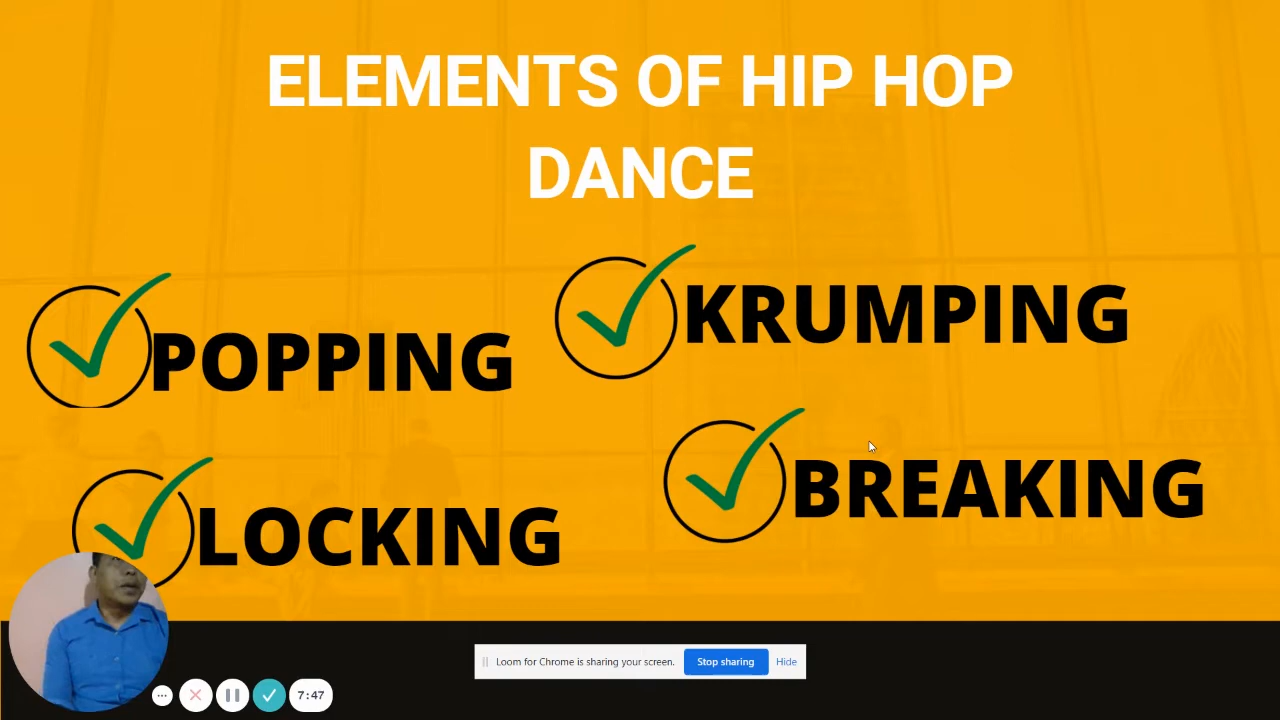 ELEMENTS OF HIP HOP
DANCE
POPPING
KRUMPING
LOCKING
BREAKING
Loom for Chrome is sharing your screen. Stop sharing Hide
7:47